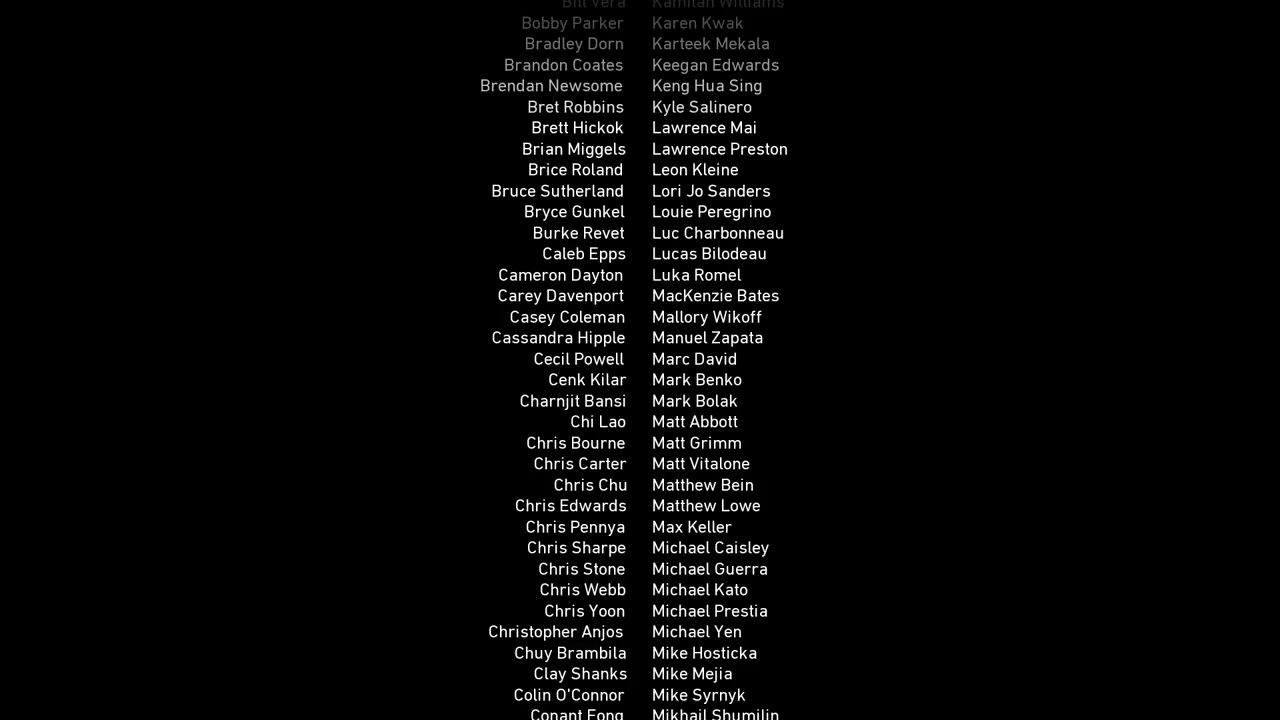 Bill Vera Kamilah Williams
Bobby Parker Karen Kwak
Bradley Dorn Karteek Mekala
Brandon Coates Keegan Edwards
Brendan Newsome Keng Hua Sing
Bret Robbins Kyle Salinero
Brett Hickok Lawrence Mai
Brian Miggels Lawrence Preston
Brice Roland Leon Kleine
Bruce Sutherland Lori Jo Sanders
Bryce Gunkel Louie Peregrino
Burke Revet Luc Charbonneau
Caleb Epps Lucas Bilodeau
Cameron Dayton Luka Romel
Carey Davenport MacKenzie Bates
Casey Coleman Mallory Wikoff
Cassandra Hipple Manuel Zapata
Cecil Powell Marc David
Cenk Kilar Mark Benko
Charnjit Bansi Mark Bolak
Chi Lao Matt Abbott
Chris Bourne Matt Grimm
Chris Carter Matt Vitalone
Chris Chu Matthew Bein
Chris Edwards Matthew Lowe
Chris Pennya Max Keller
Chris Sharpe Michael Caisley
Chris Stone Michael Guerra
Chris Webb Michael Kato
Chris Yoon Michael Prestia
Christopher Anjos Michael Yen
Chuy Brambila Mike Hosticka
Clay Shanks Mike Mejia
Colin O'Connor Mike Syrnyk
Conant Fong Mikhail Shumilin